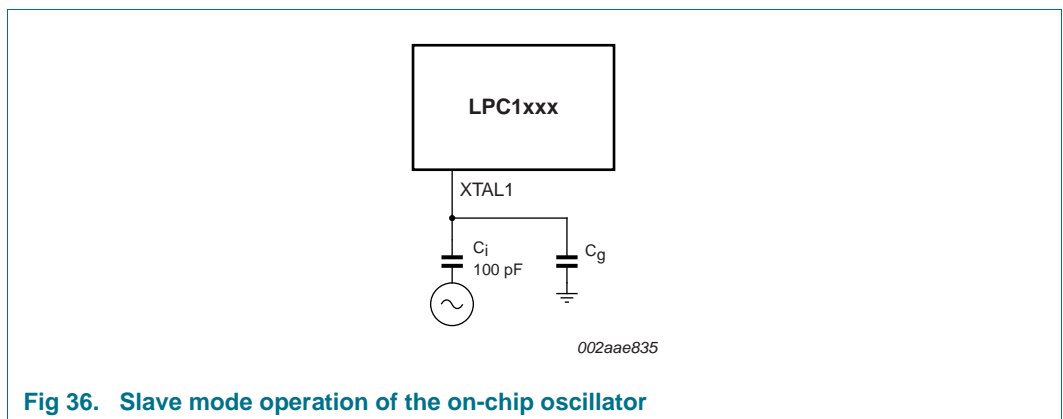 LPC1xxx
XTAL1
Ci
100 pF
Cg
002aae835
Fig 36. Slave mode operation of the on-chip oscillator